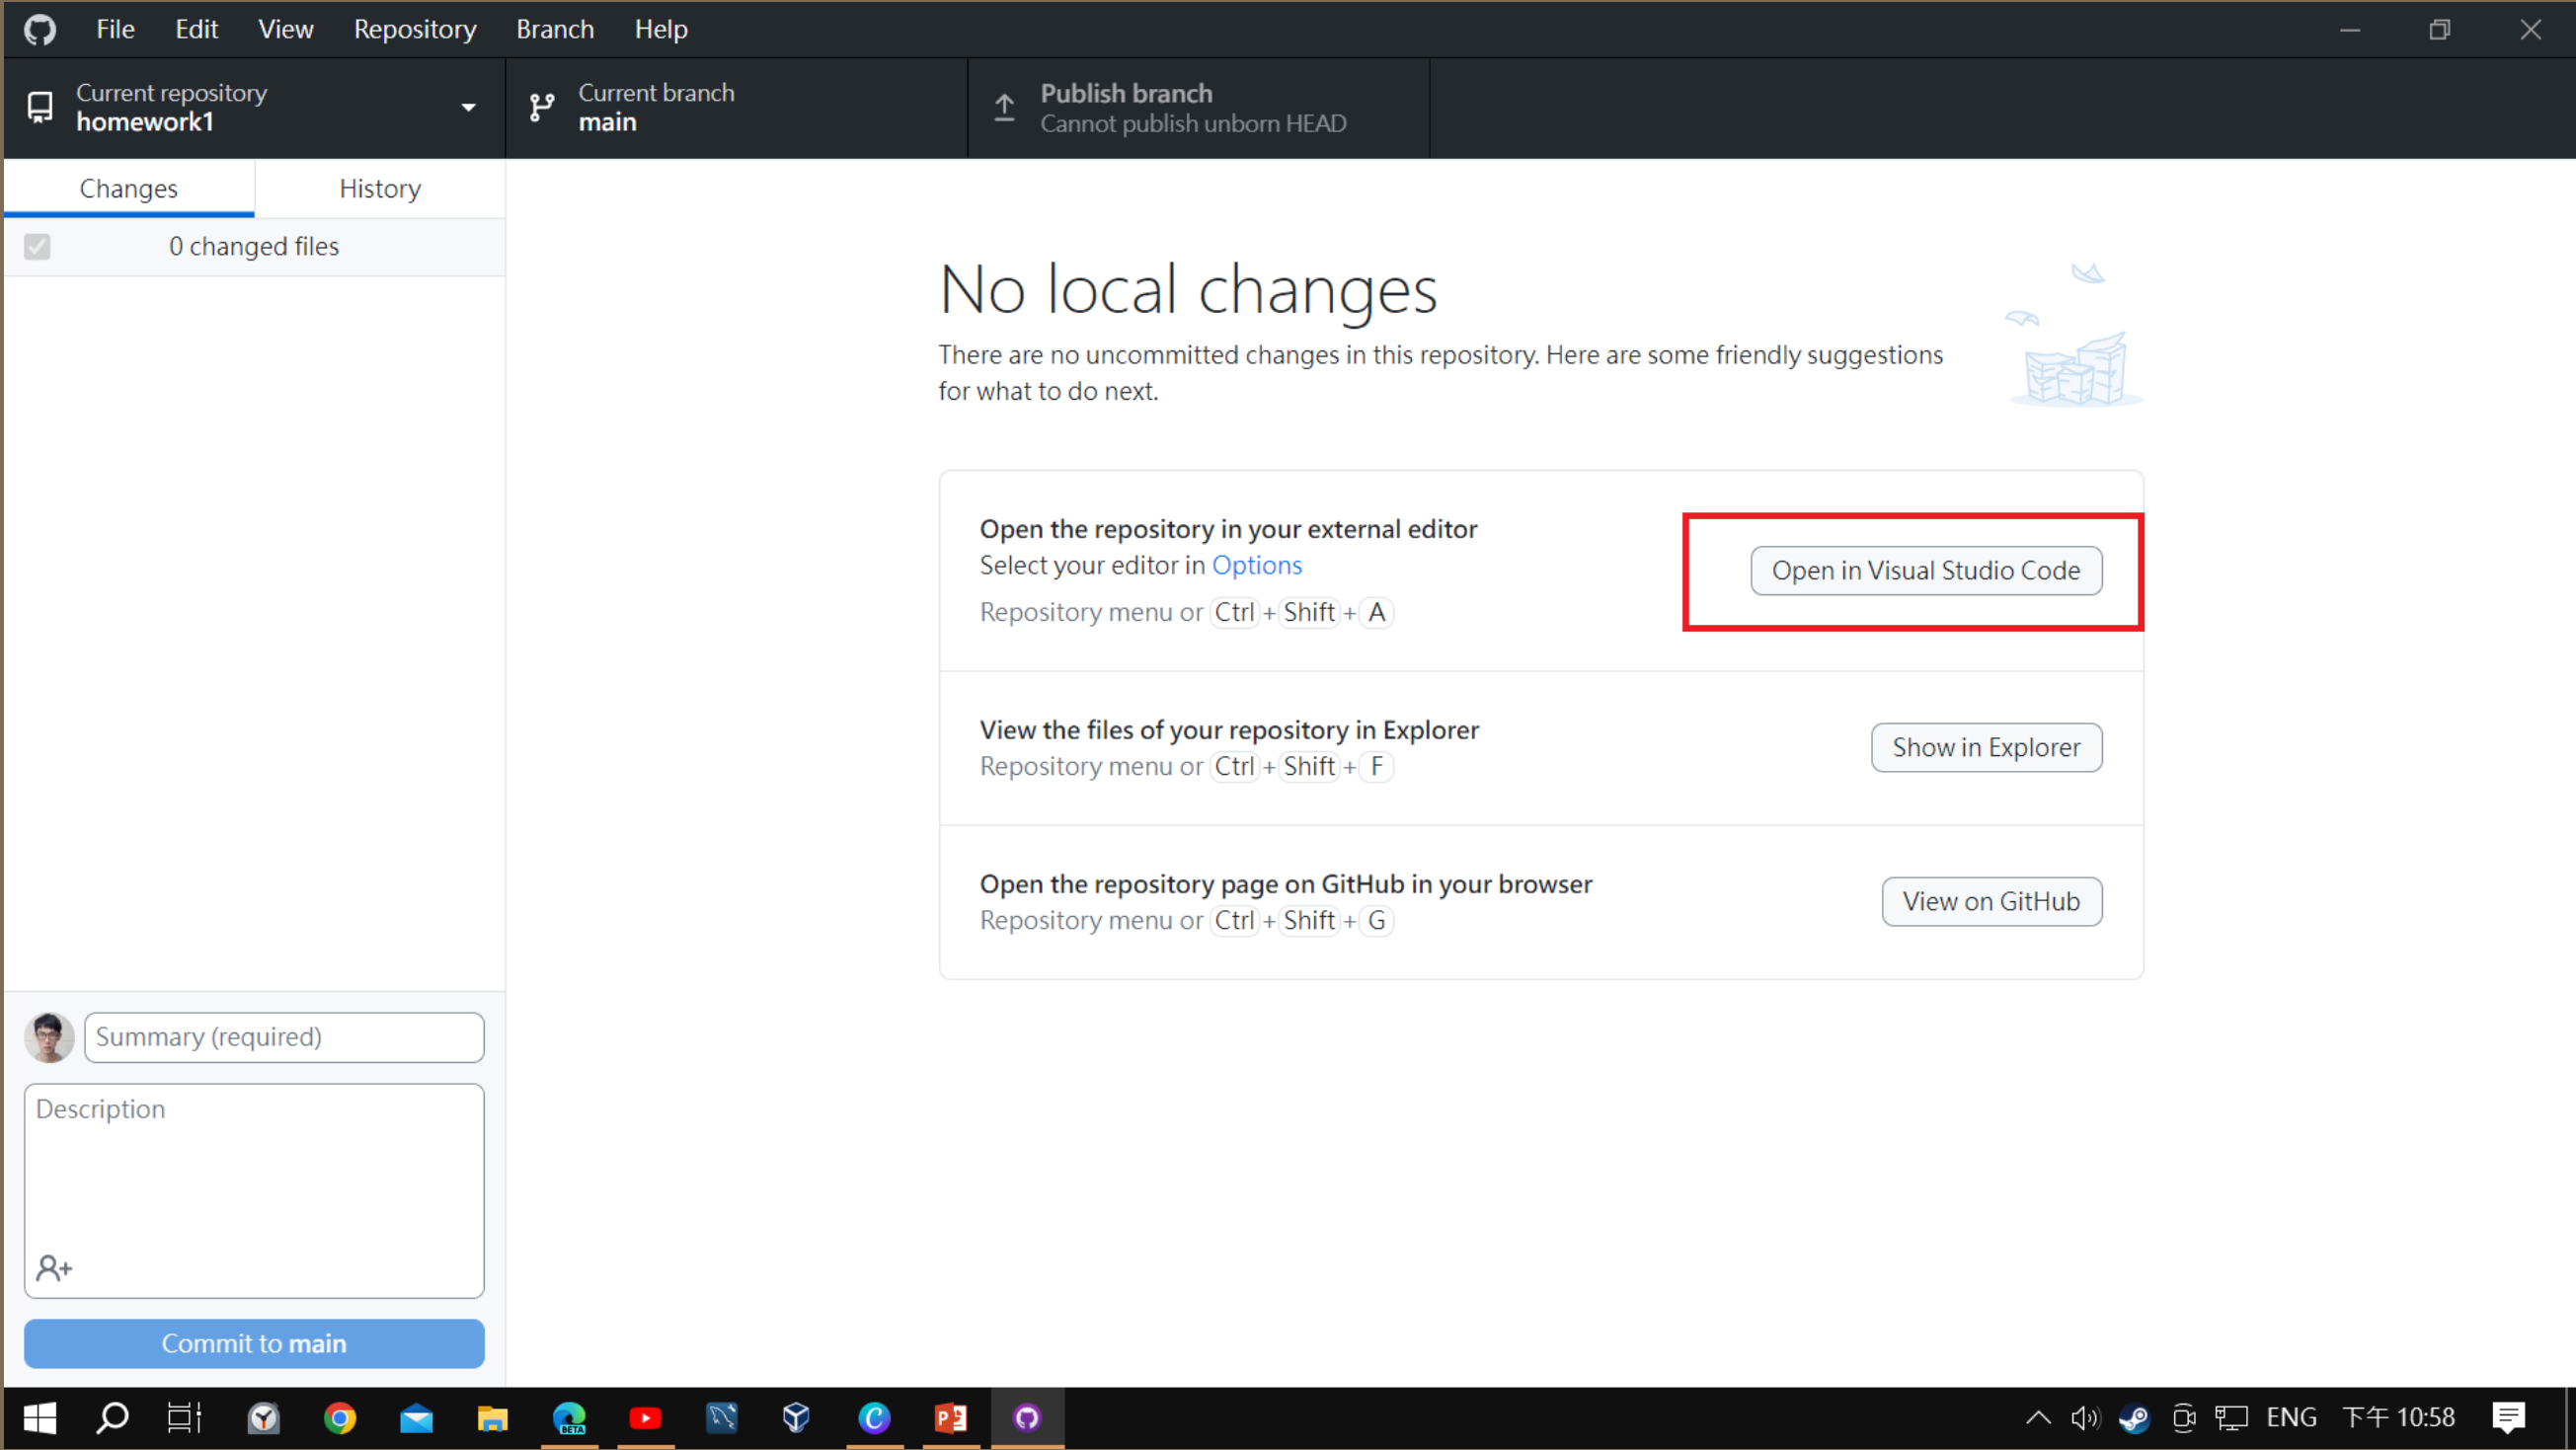 File Edit View Repository Branch Help
Current repository
homework1
Current branch
main
Publish branch
Cannot publish unborn HEAD
Changes
History
0 changed files
No local changes
There are no uncommitted changes in this repository. Here are some friendly suggestions
for what to do next.
Open the repository in your external editor
Select your editor in Options
Repository menu or Ctrl + Shift + A
Open in Visual Studio Code
View the files of your repository in Explorer
Repository menu or Ctrl + Shift + F
Show in Explorer
Open the repository page on GitHub in your browser
Repository menu or Ctrl + Shift + G
View on GitHub
Summary (required)
Description
Commit to main
BETA
ENG 下午 10:58